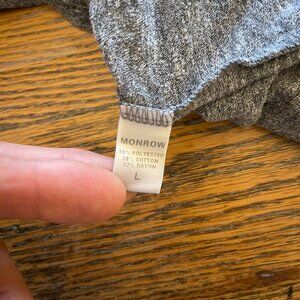 MONROW
POLYESTER
38% COTTON
12% RAYON
L